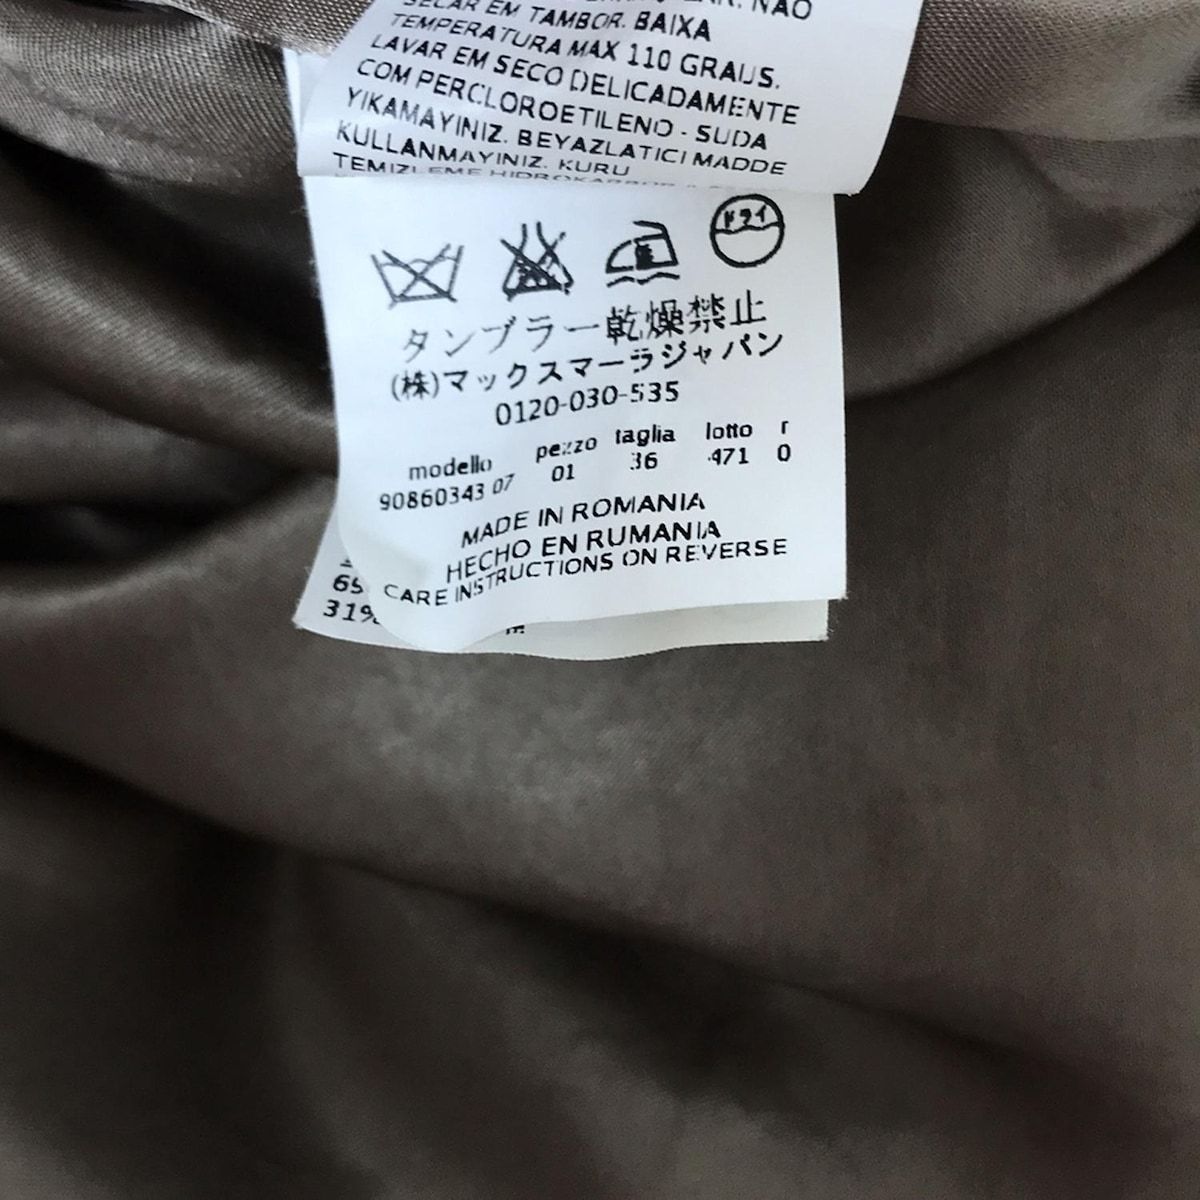 NÃO
SECAR EM TAMBOR. BAIXA
TEMPERATURA MAX 110 GRAUS.
LAVAR EM SECO DELICADAMENTE
COM PERCLOROETILENO - SUDA
YIKAMAYINIZ. BEYAZLATICI MADDE
KULLANMAYINIZ. KURU
TEMIZLEME
ドライ
タンブラー乾燥禁止
(株)マックスマーラジャパン
0120-030-535
modello pezzo taglia lotto r
90860343 07 01 36 471 0
MADE IN ROMANIA
HECHO EN RUMANIA
CARE INSTRUCTIONS ON REVERSE
31%